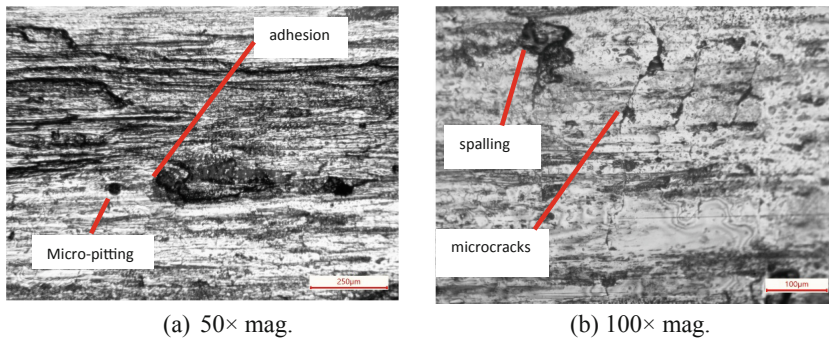 adhesion
Micro-pitting
250µm
(a) 50× mag.
spalling
microcracks
100µm
(b) 100× mag.